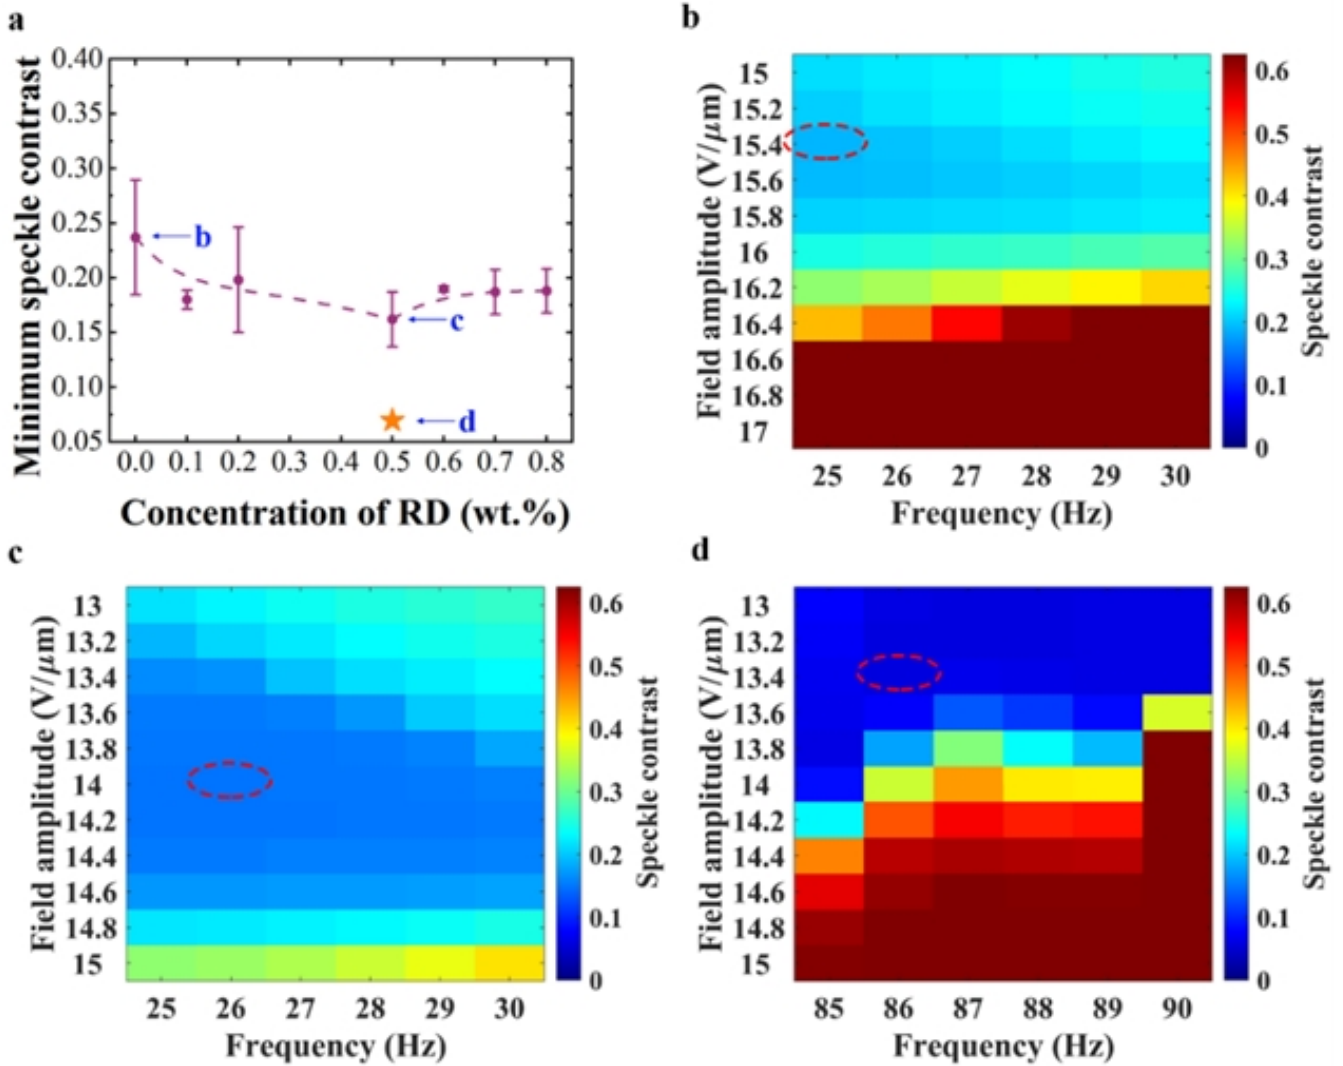 a
Minimum speckle contrast
0.40
0.35
0.30
0.25
0.20
0.15
0.10
0.05
b
c
d
0.0 0.1 0.2 0.3 0.4 0.5 0.6 0.7 0.8
Concentration of RD (wt.%)
b
Field amplitude (V/μm)
15
15.2
15.4
15.6
15.8
16
16.2
16.4
16.6
16.8
17
25 26 27 28 29 30
Frequency (Hz)
0.6
0.5
0.4
0.3
0.2
0.1
0
Speckle contrast
c
Field amplitude (V/μm)
13
13.2
13.4
13.6
13.8
14
14.2
14.4
14.6
14.8
15
25 26 27 28 29 30
Frequency (Hz)
0.6
0.5
0.4
0.3
0.2
0.1
0
Speckle contrast
d
Field amplitude (V/μm)
13
13.2
13.4
13.6
13.8
14
14.2
14.4
14.6
14.8
15
85 86 87 88 89 90
Frequency (Hz)
0.6
0.5
0.4
0.3
0.2
0.1
0
Speckle contrast